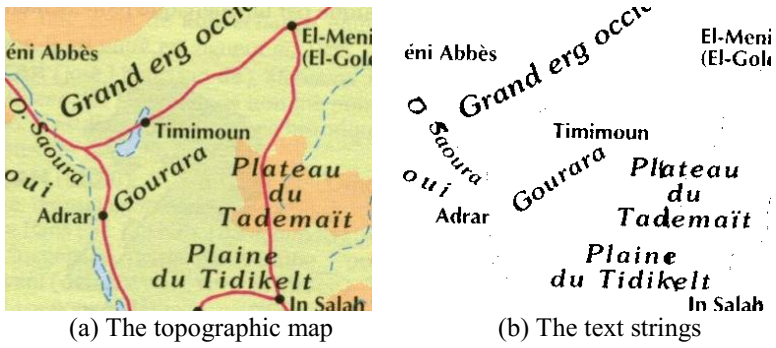 éni Abbès
Grand erg occi
El-Meni
(El-Gole
O. Saoura
Timimoun
Gourara
oui
Adrar
Plateau
du
Tademaït
Plaine
du Tidikelt
In Salah
(a) The topographic map
éni Abbès
Grand erg occi
El-Meni
(El-Gole
O. Saoura
Timimoun
Gourara
oui
Adrar
Plateau
du
Tademaït
Plaine
du Tidikelt
In Salah
(b) The text strings